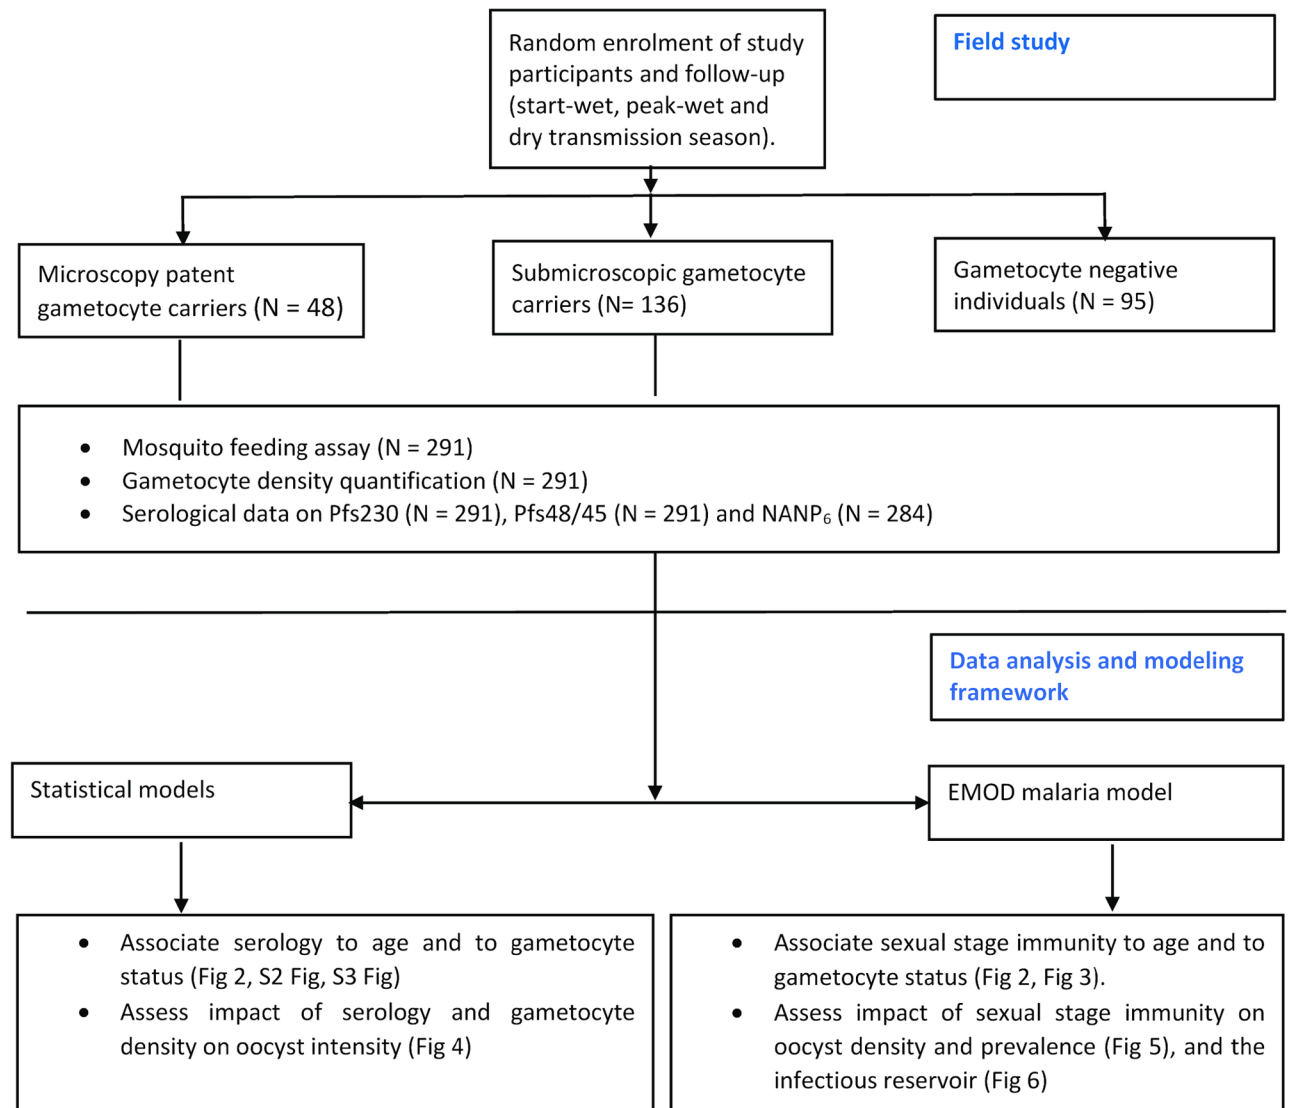 Random enrolment of study
participants and follow-up
(start-wet, peak-wet and
dry transmission season).
Field study
Microscopy patent
gametocyte carriers (N = 48)
Submicroscopic gametocyte
carriers (N= 136)
Gametocyte negative
individuals (N = 95)
• Mosquito feeding assay (N = 291)
• Gametocyte density quantification (N = 291)
• Serological data on Pfs230 (N = 291), Pfs48/45 (N = 291) and NANP₆ (N = 284)
Data analysis and modeling
framework
Statistical models
EMOD malaria model
• Associate serology to age and to gametocyte
status (Fig 2, S2 Fig, S3 Fig)
• Assess impact of serology and gametocyte
density on oocyst intensity (Fig 4)
• Associate sexual stage immunity to age and to
gametocyte status (Fig 2, Fig 3).
• Assess impact of sexual stage immunity on
oocyst density and prevalence (Fig 5), and the
infectious reservoir (Fig 6)